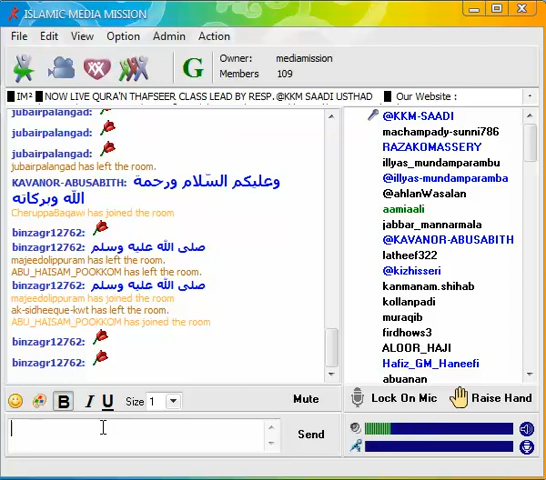 ISLAMIC MEDIA MISSION
File Edit View Option Admin Action
G
Owner: mediamission
Members 109
IM² NOW LIVE QURA'N THAFSEER CLASS LEAD BY RESP.@KKM SAADI USTHAD Our Website :
jubairpalangad:
jubairpalangad:
jubairpalangad:
jubairpalangad has left the room.
KAVANOR-ABUSABITH: وعليكم السّلام ورحمة
الله وبركاته
CheruppaBaqawi has joined the room
binzagr12762:
binzagr12762: صلى الله عليه وسلم
majeedolippuram has left the room.
ABU_HAISAM_POOKKOM has left the room.
binzagr12762: صلى الله عليه وسلم
majeedolippuram has joined the room
ak-sidheeque-kwt has left the room.
ABU_HAISAM_POOKKOM has joined the room
binzagr12762:
binzagr12762:
@KKM-SAADI
machampady-sunni786
RAZAKOMASSERY
illyas_mundamparambu
@illyas-mundamparamba
@ahlanWasalan
aamiaali
jabbar_mannarmala
@KAVANOR-ABUSABITH
latheef322
@kizhisseri
kanmanam.shihab
kollanpadi
muraqib
firdhows3
ALOOR_HAJI
Hafiz_GM_Haneefi
abuanan
B I U Size 1 Mute
Lock On Mic Raise Hand
Send